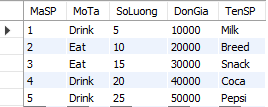 MaSP MoTa SoLuong DonGia TenSP
1 Drink 5 10000 Milk
2 Eat 10 20000 Breed
3 Eat 15 30000 Snack
4 Drink 20 40000 Coca
5 Drink 25 50000 Pepsi